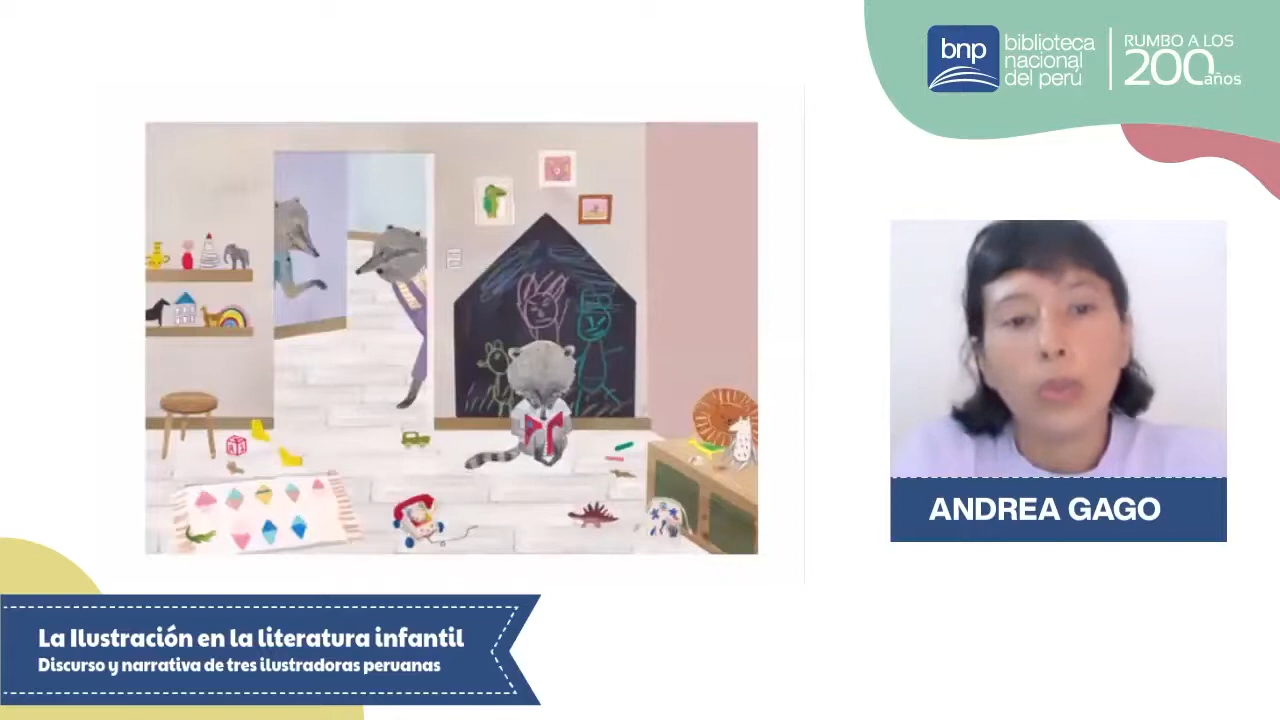 bnp
biblioteca
nacional
del perú
RUMBO A LOS
200 años
ANDREA GAGO
La Ilustración en la literatura infantil
Discurso y narrativa de tres ilustradoras peruanas